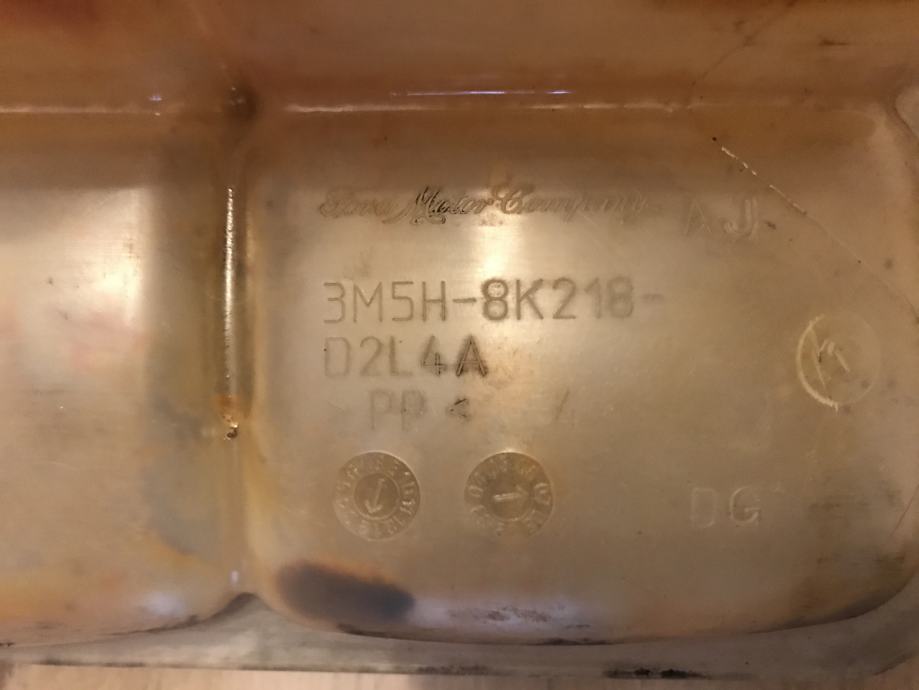 Ford Motor Company AJ
3M5H-8K218-
D2L4A
> PP <
DG